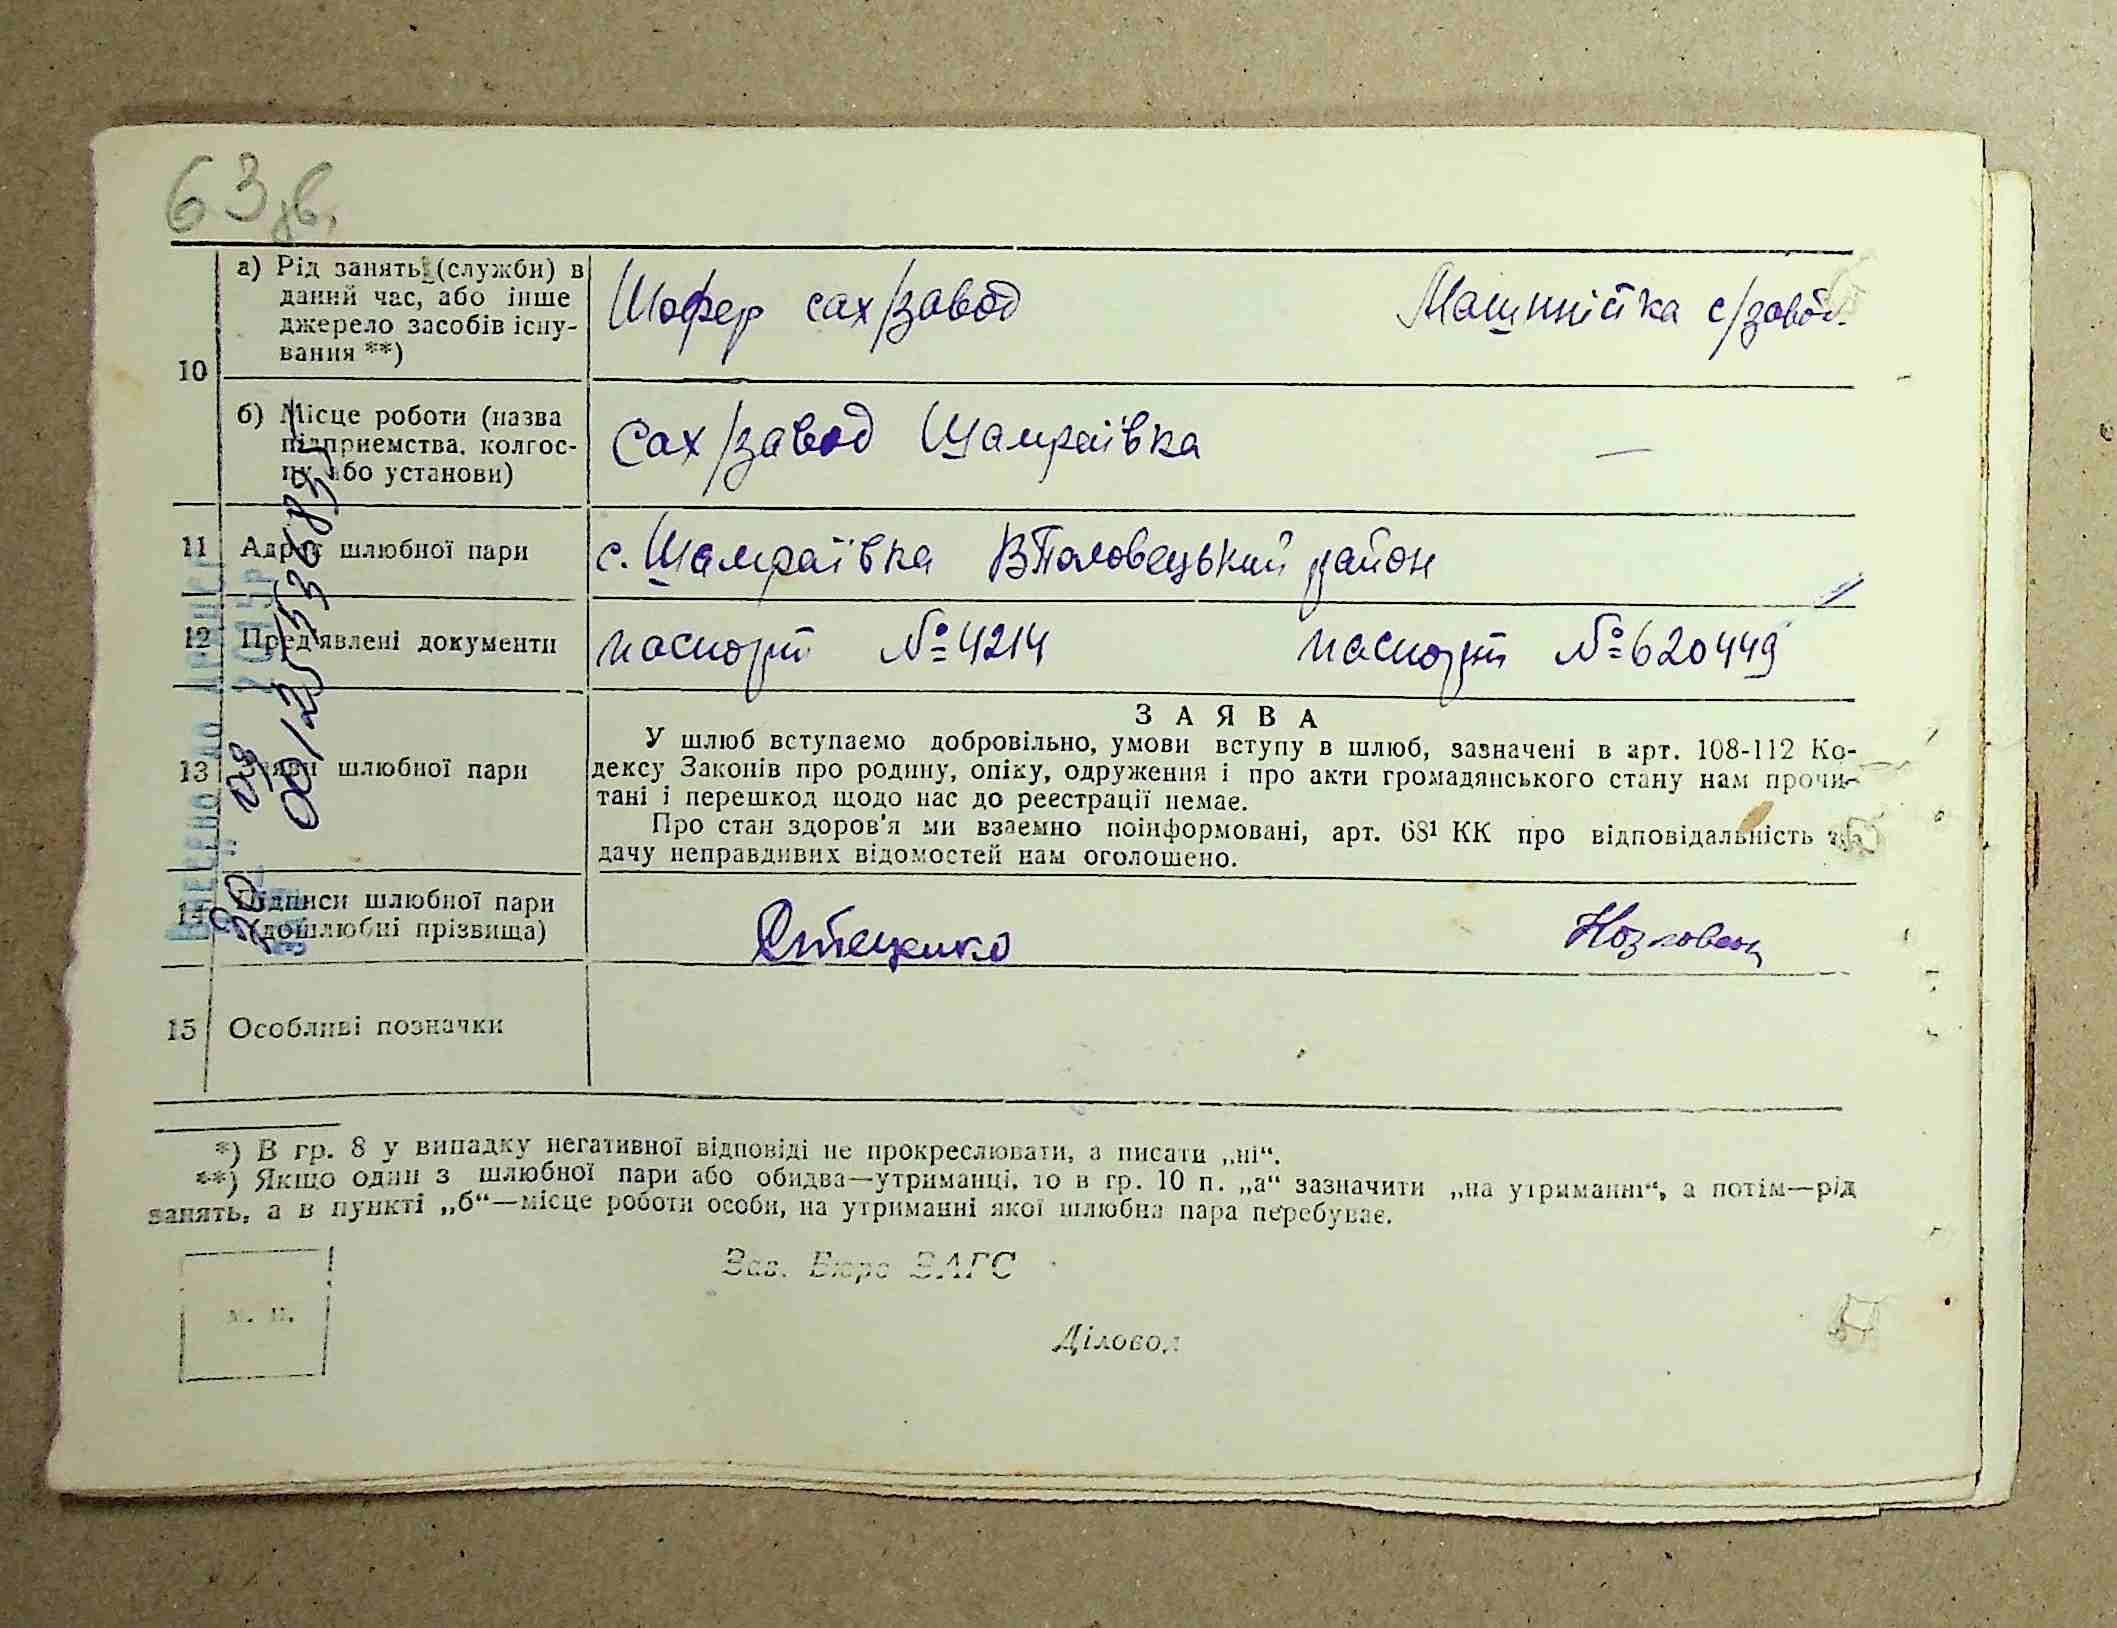 63 зв.
10
а) Рід занять (служби) в
даний час, або інше
джерело засобів існу-
вання **)
Шофер сах/завод
Машиністка с/завод.
б) Місце роботи (назва
підприємства, колгос-
пу або установи)
Сах/завод Шамраївка
—
11 Адрес шлюбної пари
с. Шамраївка ВПоловецький район
12 Пред'явлені документи
паспорт №4214
паспорт №620449
13 Заяви шлюбної пари
ЗАЯВА
У шлюб вступаємо добровільно, умови вступу в шлюб, зазначені в арт. 108-112 Ко-
дексу Законів про родину, опіку, одруження і про акти громадянського стану нам прочи-
тані і перешкод щодо нас до реєстрації немає.
Про стан здоров'я ми взаємно поінформовані, арт. 68¹ КК про відповідальність за
дачу неправдивих відомостей нам оголошено.
14 Підписи шлюбної пари
(дошлюбні прізвища)
15 Особливі позначки
*) В гр. 8 у випадку негативної відповіді не прокреслювати, а писати „ні“.
**) Якщо один з шлюбної пари або обидва—утриманці, то в гр. 10 п. „а“ зазначити „на утриманні“, а потім—рід
занять, а в пункті „б“—місце роботи особи, на утриманні якої шлюбна пара перебуває.
Зав. Бюро ЗАГС
М. П.
Діловод